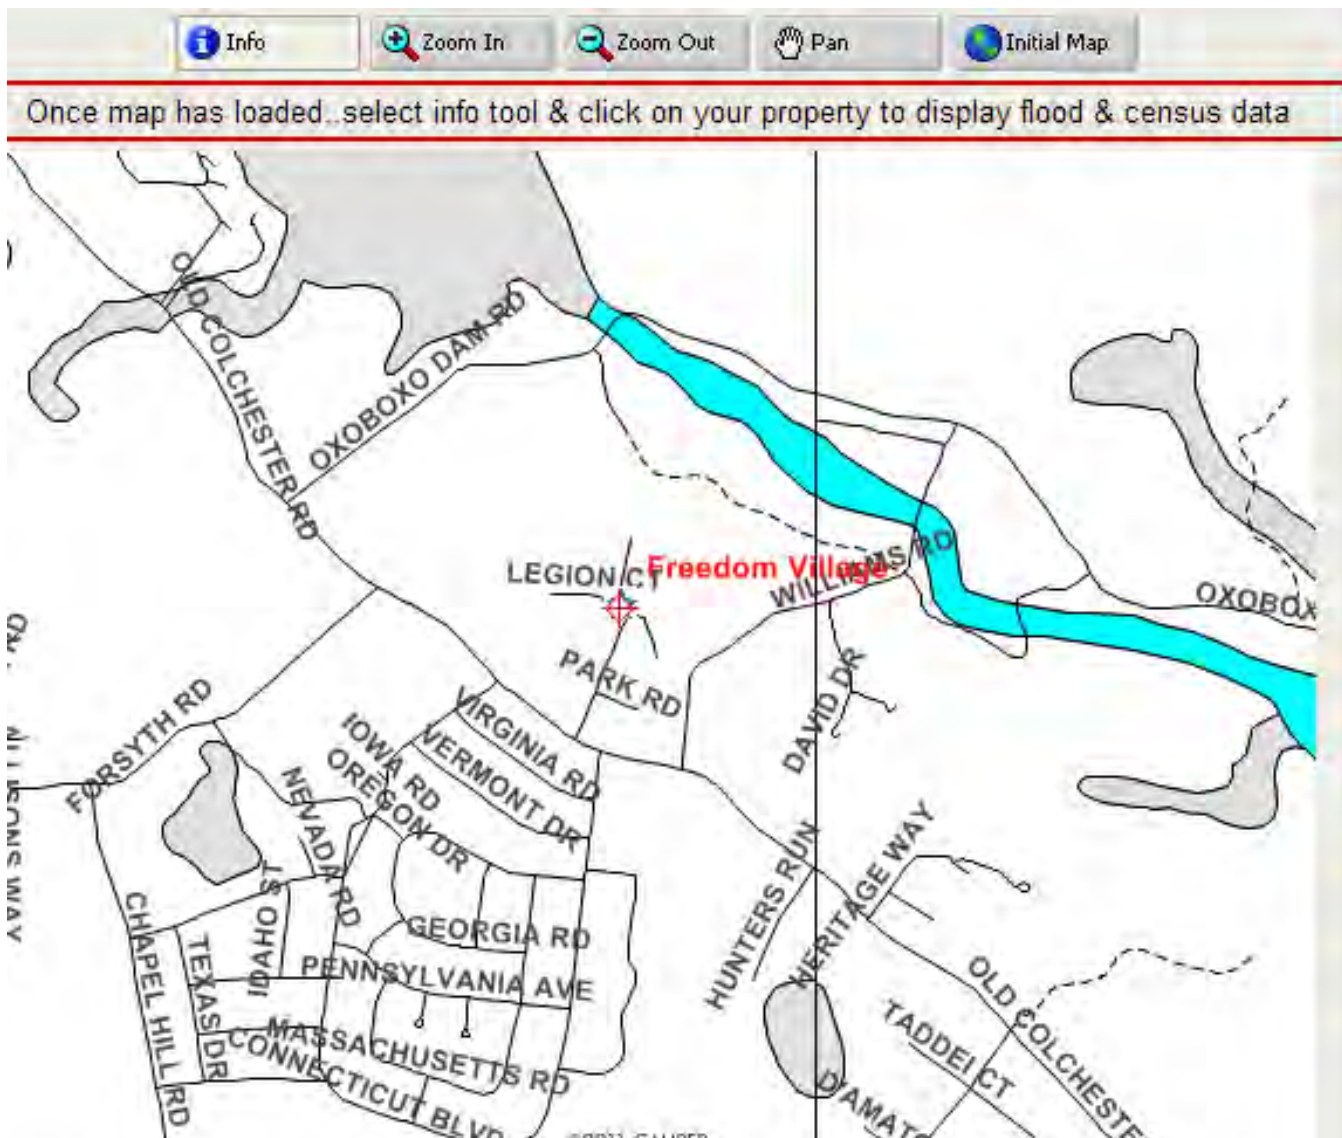 Info
Zoom In
Zoom Out
Pan
Initial Map
Once map has loaded..select info tool & click on your property to display flood & census data
OLD COLCHESTER RD
OXOBOXO DAM RD
LEGION CT
Freedom Village
WILLIAMS RD
OXOBOX
PARK RD
DAVID DR
FORSYTH RD
VIRGINIA RD
IOWA RD
VERMONT DR
OREGON DR
NEVADA RD
HUNTERS RUN
HERITAGE WAY
IDAHO ST
CHAPEL HILL RD
TEXAS DR
GEORGIA RD
PENNSYLVANIA AVE
MASSACHUSETTS RD
CONNECTICUT BLVD
OLD COLCHESTE
TADDEI CT
D'AMATO